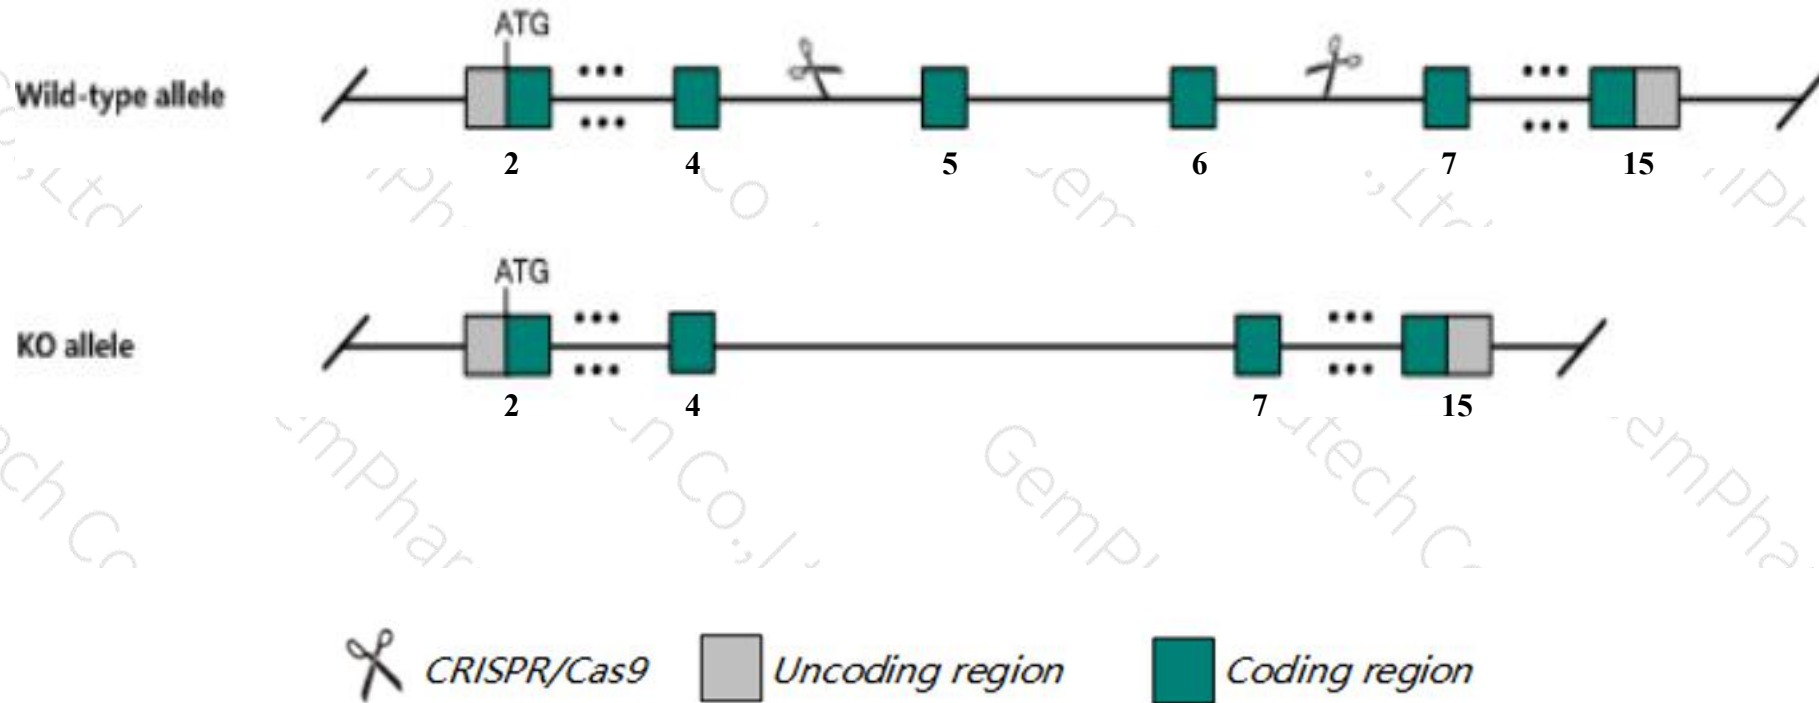 ATG
Wild-type allele
2 4 5 6 7 15
ATG
KO allele
2 4 7 15
CRISPR/Cas9 Uncoding region Coding region